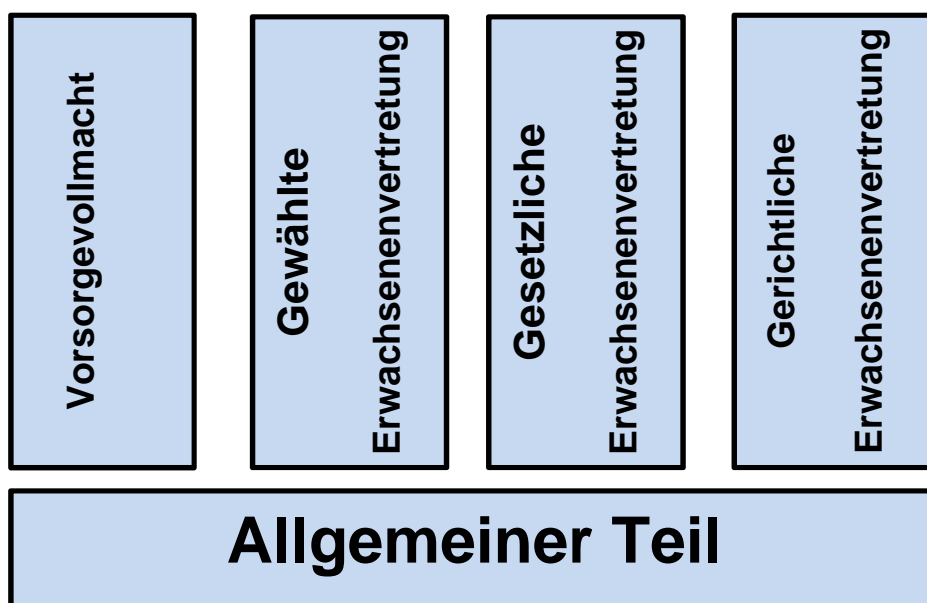 Vorsorgevollmacht
Gewählte
Erwachsenenvertretung
Gesetzliche
Erwachsenenvertretung
Gerichtliche
Erwachsenenvertretung
Allgemeiner Teil